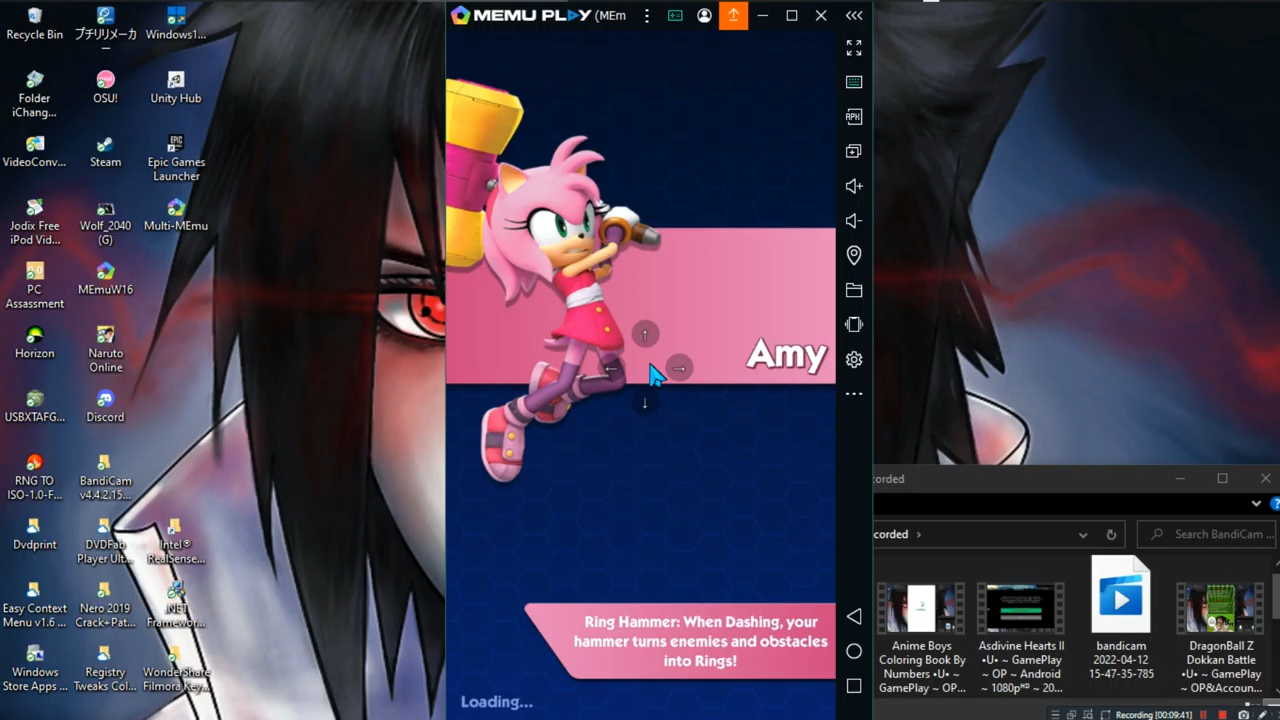 Recycle Bin
プチリメーカ
ー
Windows1...
Folder
iChang...
OSU!
Unity Hub
VideoConv...
Steam
Epic Games
Launcher
Jodix Free
iPod Vid...
Wolf_2040
(G)
Multi-MEmu
PC
Assassment
MEmuW16
Horizon
Naruto
Online
USBXTAFG...
Discord
RNG TO
ISO-1.0-F...
BandiCam
v4.4.2.15...
Dvdprint
DVDFab
Player Ult...
Intel®
RealSense...
Easy Context
Menu v1.6 ...
Nero 2019
Crack+Pat...
.NET
Framewor...
Windows
Store Apps ...
Registry
Tweaks Col...
WonderShare
Filmora Key...
MEMU PLAY (MEm
APK
Amy
Ring Hammer: When Dashing, your
hammer turns enemies and obstacles
into Rings!
Loading...
corded
corded
Search BandiCam ...
Anime Boys
Coloring Book By
Numbers •U• ~
GamePlay ~ OP...
Asdivine Hearts II
•U• ~ GamePlay
~ OP ~ Android
~ 1080pᴴᴰ ~ 20...
bandicam
2022-04-12
15-47-35-785
DragonBall Z
Dokkan Battle
•U• ~ GamePlay
~ OP&Accoun...
Recording [00:09:41]